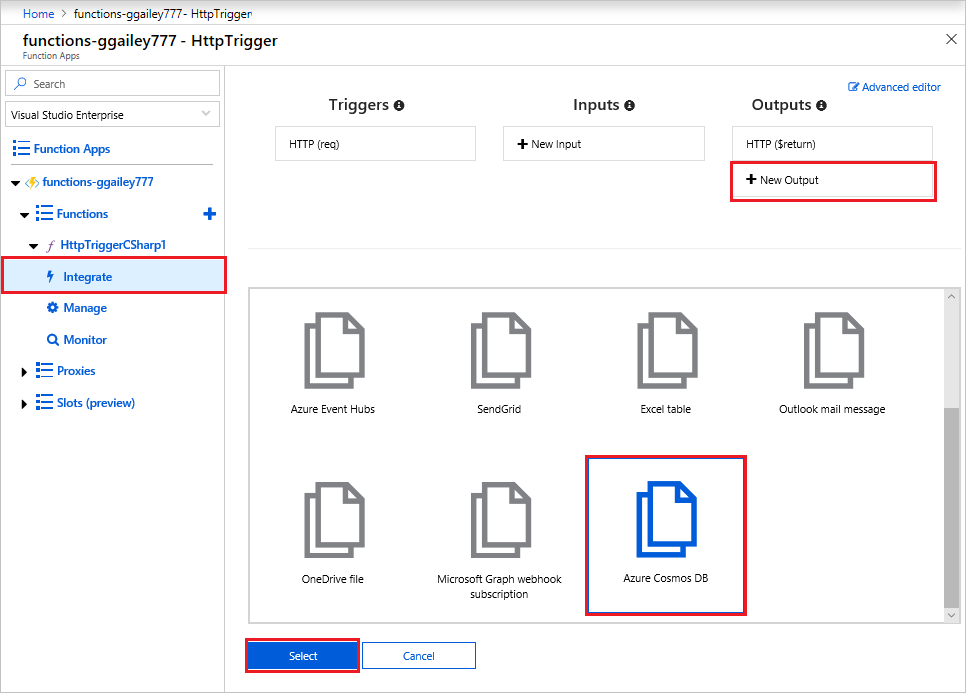 Home > functions-ggailey777- HttpTrigger
functions-ggailey777 - HttpTrigger
Function Apps
Search
Visual Studio Enterprise
Function Apps
functions-ggailey777
Functions
HttpTriggerCSharp1
Integrate
Manage
Monitor
Proxies
Slots (preview)
Advanced editor
Triggers
Inputs
Outputs
HTTP (req)
New Input
HTTP ($return)
New Output
Azure Event Hubs
SendGrid
Excel table
Outlook mail message
OneDrive file
Microsoft Graph webhook
subscription
Azure Cosmos DB
Select
Cancel